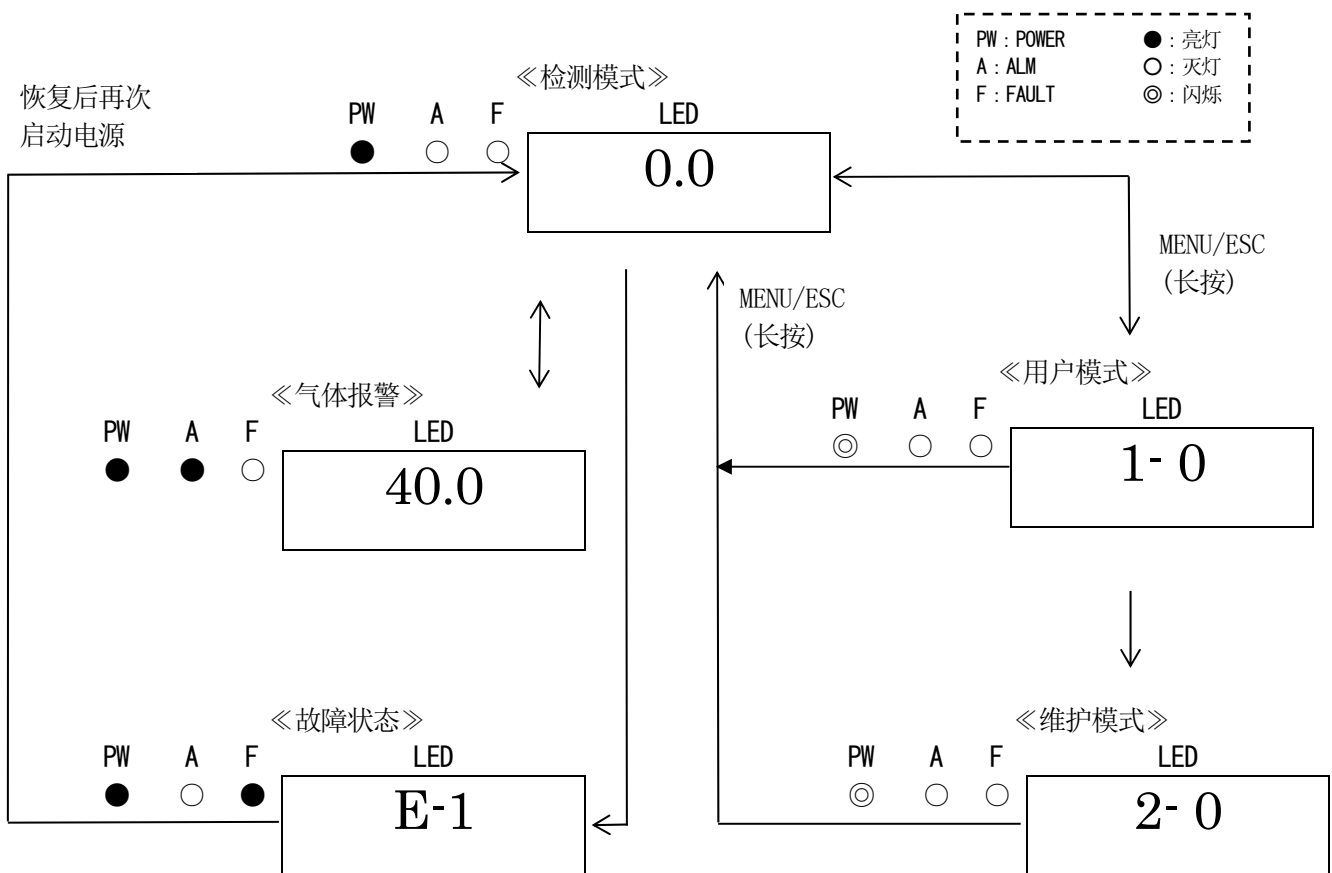 PW : POWER ● : 亮灯
A : ALM ○ : 灭灯
F : FAULT ◎ : 闪烁
≪检测模式≫
恢复后再次
启动电源
PW A F LED
● ○ ○
0.0
MENU/ESC
(长按)
MENU/ESC
(长按)
≪用户模式≫
PW A F LED
◎ ○ ○
1- 0
≪气体报警≫
PW A F LED
● ● ○
40.0
≪故障状态≫
PW A F LED
● ○ ●
E-1
≪维护模式≫
PW A F LED
◎ ○ ○
2- 0